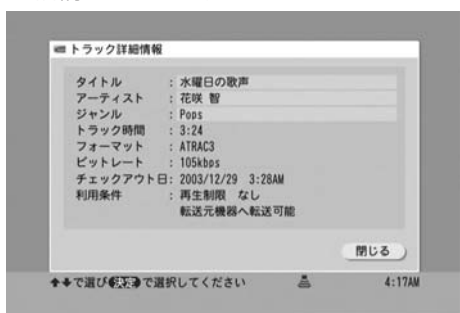 トラック詳細情報
タイトル : 水曜日の歌声
アーティスト : 花咲 智
ジャンル : Pops
トラック時間 : 3:24
フォーマット : ATRAC3
ビットレート : 105kbps
チェックアウト日: 2003/12/29 3:28AM
利用条件 : 再生制限 なし
転送元機器へ転送可能
閉じる
↑↓で選び 決定 で選択してください 4:17AM